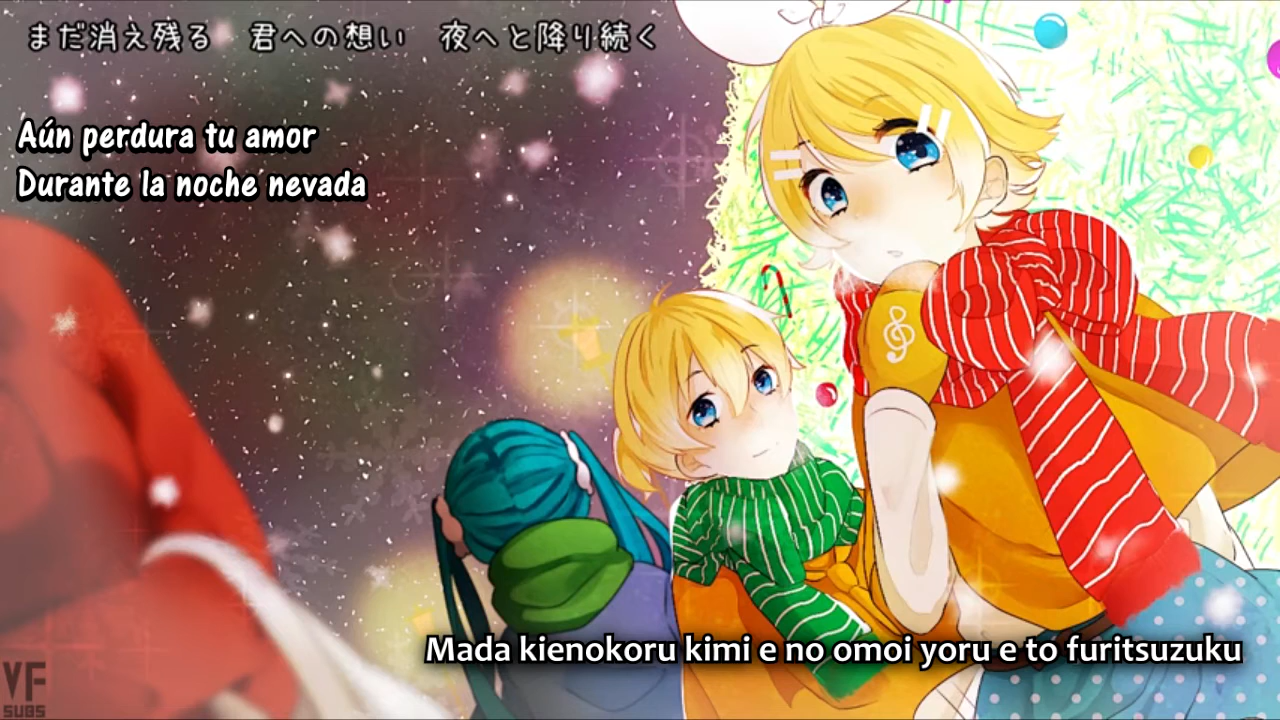 まだ消え残る　君への想い　夜へと降り続く
Aún perdura tu amor
Durante la noche nevada
Mada kienokoru kimi e no omoi yoru e to furitsuzuku
VF
SUBS